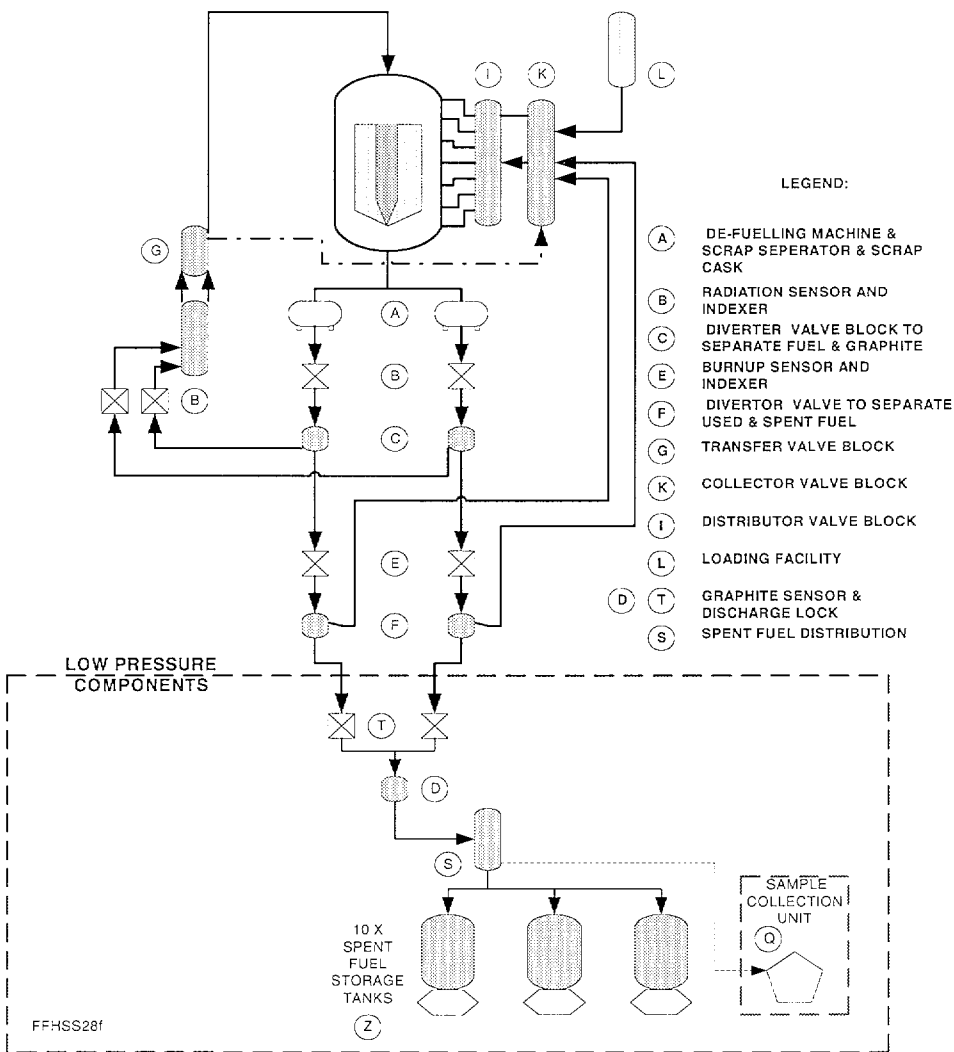 I
K
L
LEGEND:
G
A
DE-FUELLING MACHINE &
SCRAP SEPERATOR & SCRAP
CASK
A
B
RADIATION SENSOR AND
INDEXER
C
DIVERTER VALVE BLOCK TO
SEPARATE FUEL & GRAPHITE
B
B
E
BURNUP SENSOR AND
INDEXER
C
F
DIVERTOR VALVE TO SEPARATE
USED & SPENT FUEL
G
TRANSFER VALVE BLOCK
K
COLLECTOR VALVE BLOCK
I
DISTRIBUTOR VALVE BLOCK
E
L
LOADING FACILITY
D T
GRAPHITE SENSOR &
DISCHARGE LOCK
F
S
SPENT FUEL DISTRIBUTION
LOW PRESSURE
COMPONENTS
T
D
S
SAMPLE
COLLECTION
UNIT
Q
10 X
SPENT
FUEL
STORAGE
TANKS
Z
FFHSS28f